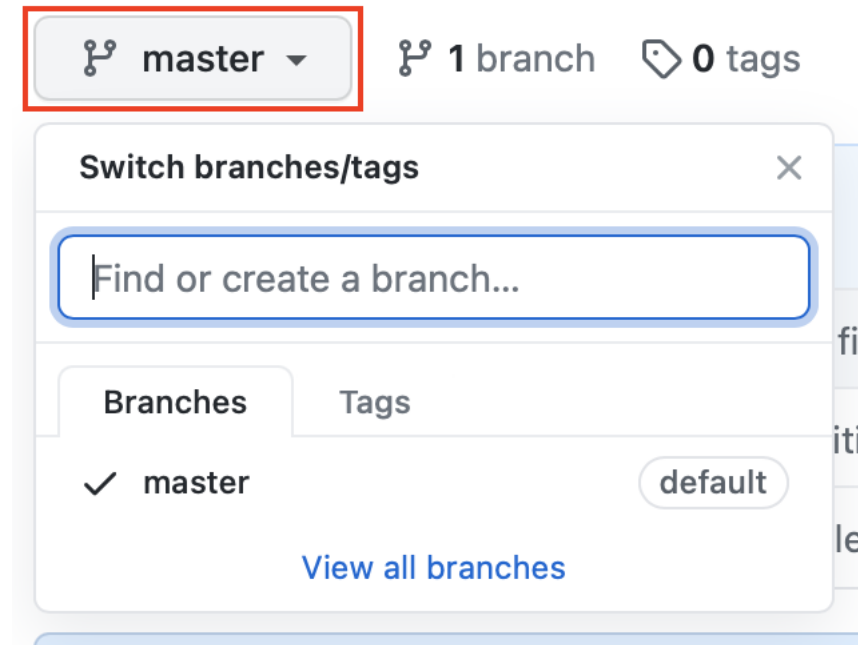 master 1 branch 0 tags
Switch branches/tags
Find or create a branch...
Branches Tags
master default
View all branches